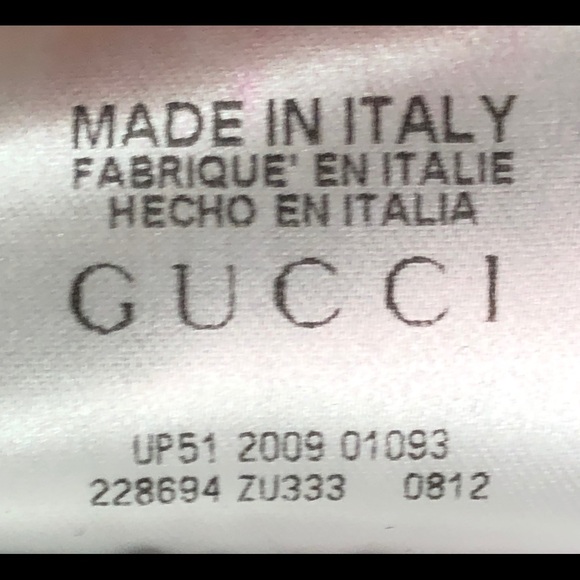 MADE IN ITALY
FABRIQUE' EN ITALIE
HECHO EN ITALIA
GUCCI
UP51 2009 01093
228694 ZU333 0812